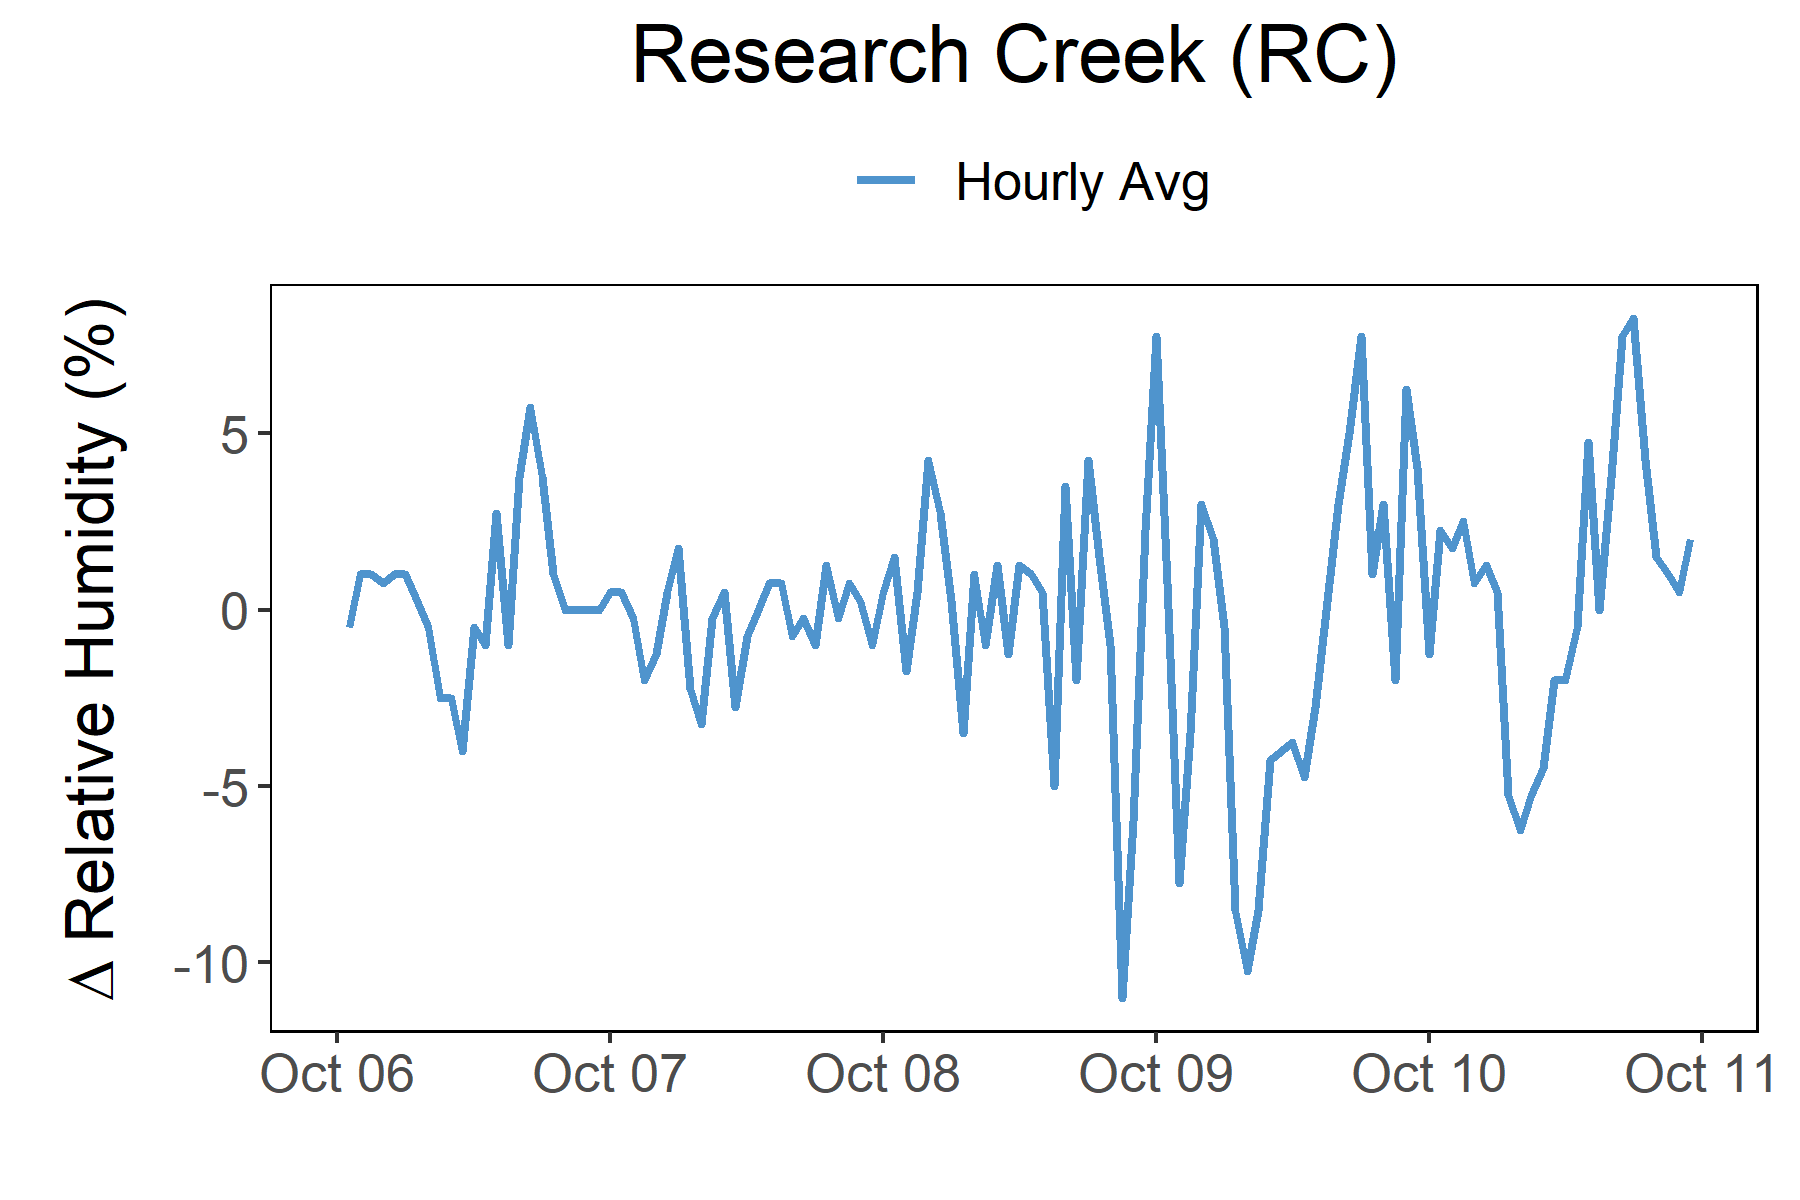 Research Creek (RC)
Hourly Avg
Δ Relative Humidity (%)
5
0
-5
-10
Oct 06 Oct 07 Oct 08 Oct 09 Oct 10 Oct 11